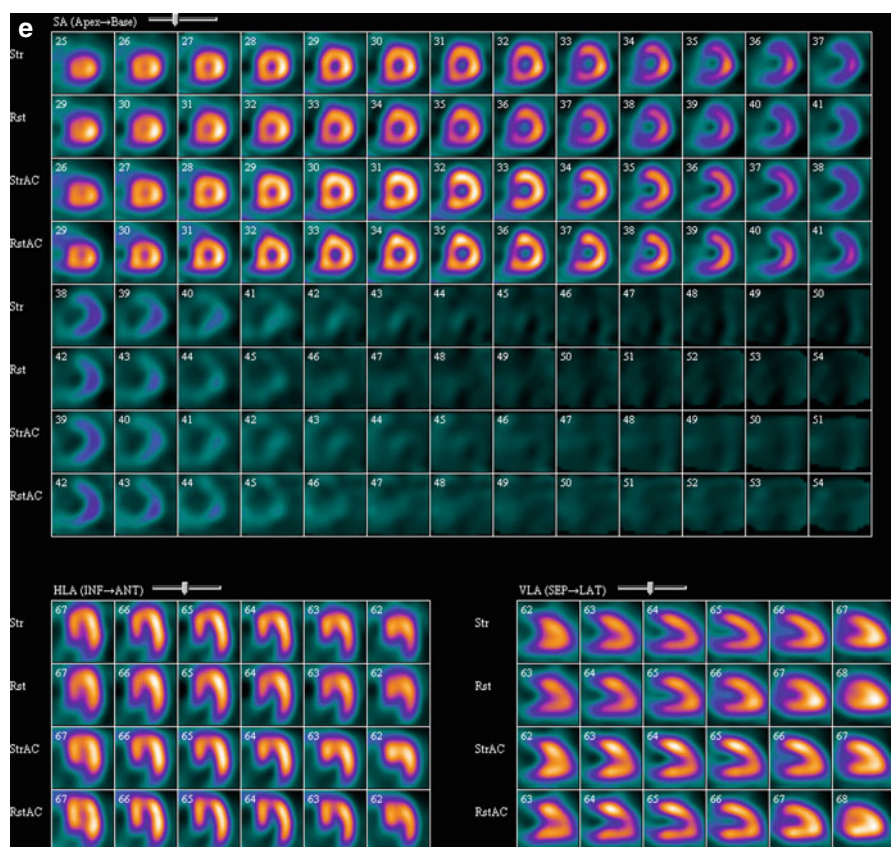 e
SA (Apex→Base)
Str
25 26 27 28 29 30 31 32 33 34 35 36 37
Rst
29 30 31 32 33 34 35 36 37 38 39 40 41
StrAC
26 27 28 29 30 31 32 33 34 35 36 37 38
RstAC
29 30 31 32 33 34 35 36 37 38 39 40 41
Str
38 39 40 41 42 43 44 45 46 47 48 49 50
Rst
42 43 44 45 46 47 48 49 50 51 52 53 54
StrAC
39 40 41 42 43 44 45 46 47 48 49 50 51
RstAC
42 43 44 45 46 47 48 49 50 51 52 53 54
HLA (INF→ANT)
Str
67 66 65 64 63 62
Rst
67 66 65 64 63 62
StrAC
67 66 65 64 63 62
RstAC
67 66 65 64 63 62
VLA (SEP→LAT)
Str
62 63 64 65 66 67
Rst
63 64 65 66 67 68
StrAC
62 63 64 65 66 67
RstAC
63 64 65 66 67 68